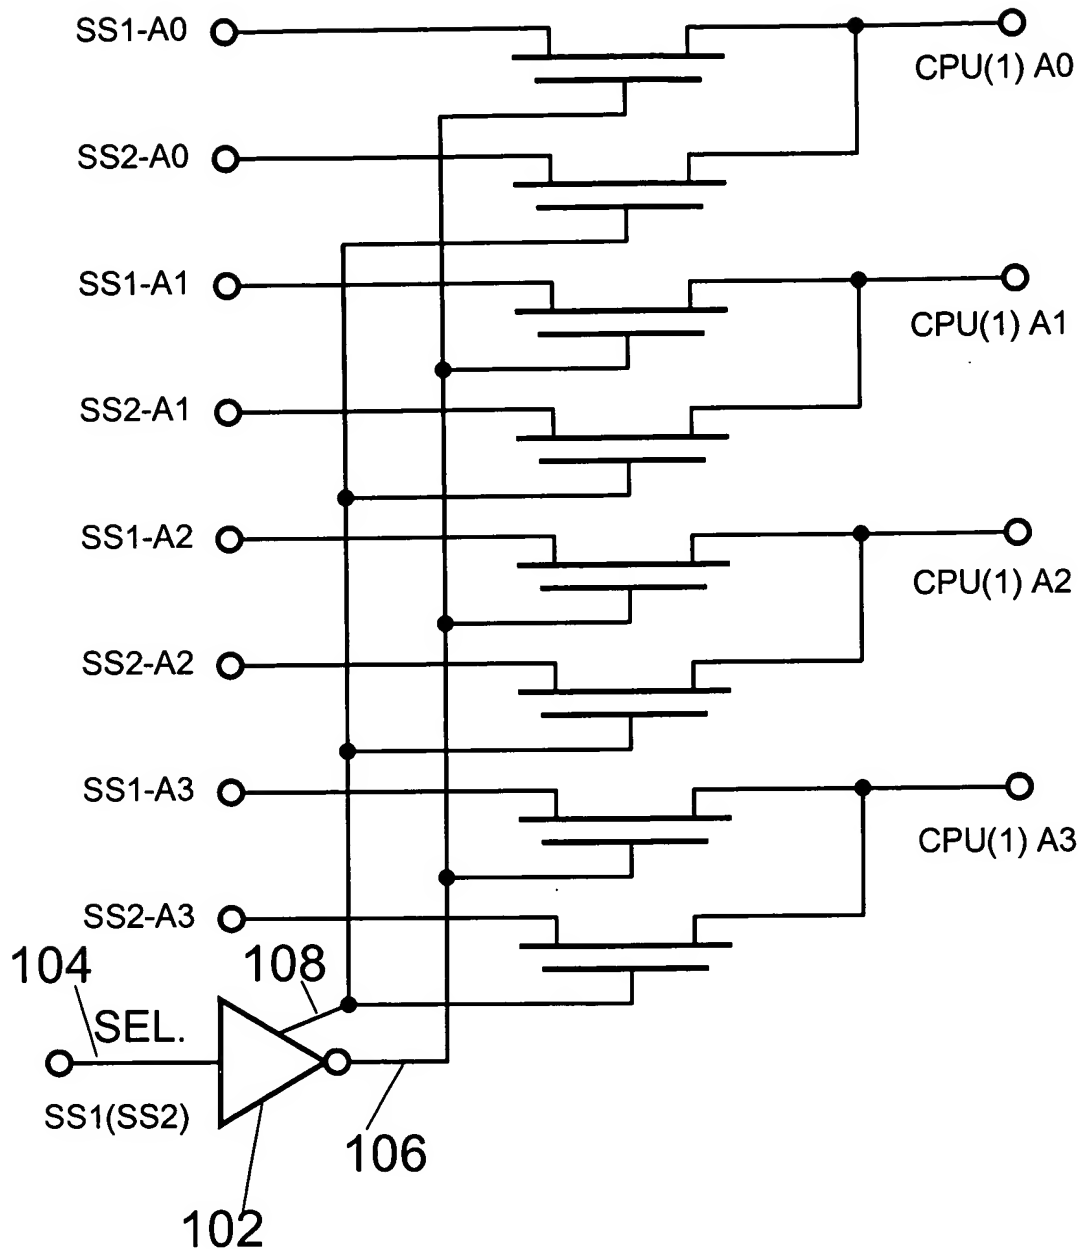 SS1-A0
CPU(1) A0
SS2-A0
SS1-A1
CPU(1) A1
SS2-A1
SS1-A2
CPU(1) A2
SS2-A2
SS1-A3
CPU(1) A3
SS2-A3
104
108
SEL.
SS1(SS2)
106
102